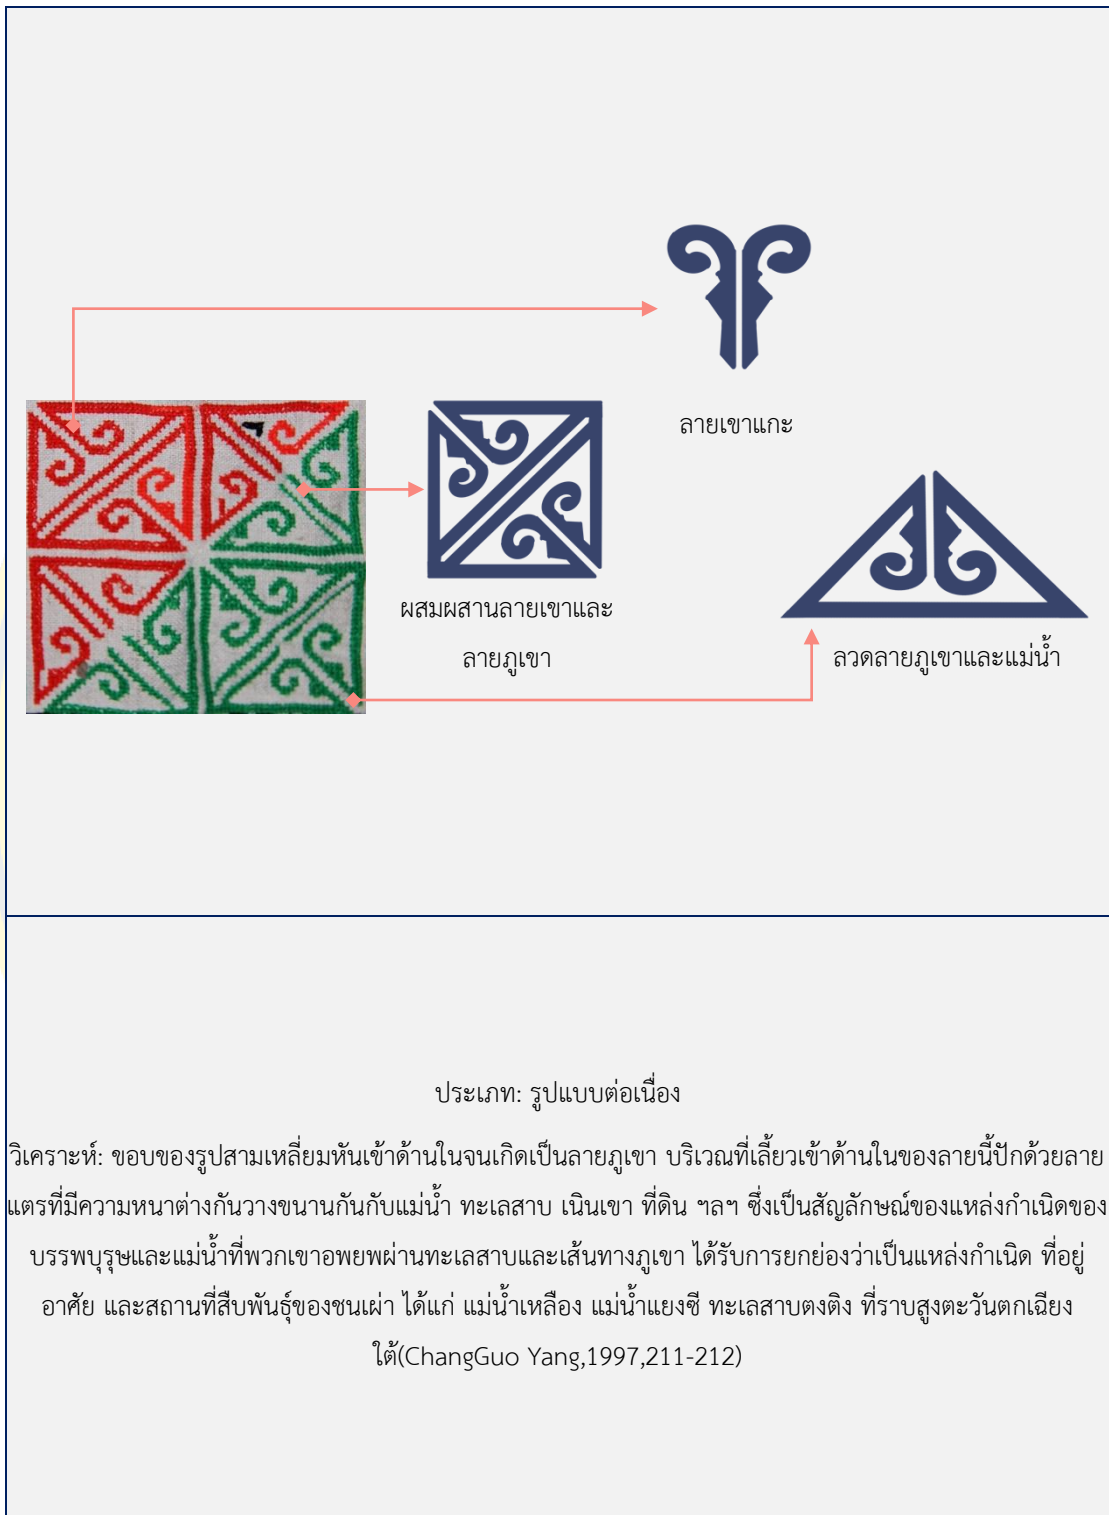 ลายเขาแกะ
ผสมผสานลายเขาและ
ลายภูเขา
ลวดลายภูเขาและแม่น้ำ
ประเภท: รูปแบบต่อเนื่อง
วิเคราะห์: ขอบของรูปสามเหลี่ยมหันเข้าด้านในจนเกิดเป็นลายภูเขา บริเวณที่เลี้ยวเข้าด้านในของลายนี้ปักด้วยลาย
แตรที่มีความหนาต่างกันวางขนานกันกับแม่น้ำ ทะเลสาบ เนินเขา ที่ดิน ฯลฯ ซึ่งเป็นสัญลักษณ์ของแหล่งกำเนิดของ
บรรพบุรุษและแม่น้ำที่พวกเขาอพยพผ่านทะเลสาบและเส้นทางภูเขา ได้รับการยกย่องว่าเป็นแหล่งกำเนิด ที่อยู่
อาศัย และสถานที่สืบพันธุ์ของชนเผ่า ได้แก่ แม่น้ำเหลือง แม่น้ำแยงซี ทะเลสาบตงติง ที่ราบสูงตะวันตกเฉียง
ใต้(ChangGuo Yang,1997,211-212)